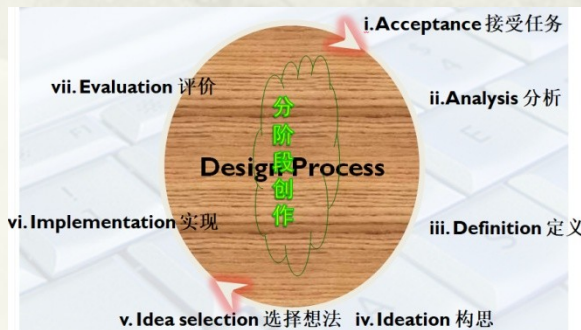 i.Acceptance 接受任务
ii.Analysis 分析
iii.Definition 定义
iv.Ideation 构思
v.Idea selection 选择想法
vi.Implementation 实现
vii.Evaluation 评价
Design Process
分阶段创作